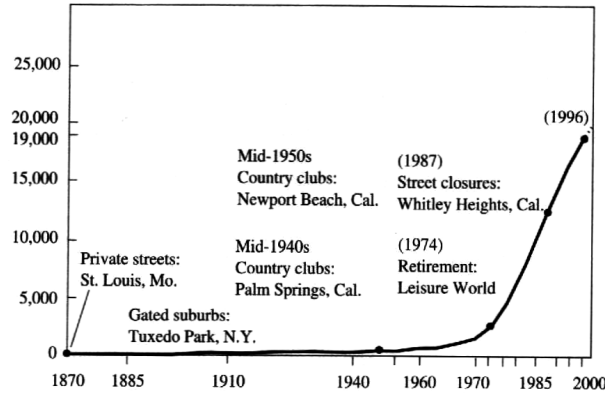 25,000
20,000
19,000
15,000
10,000
5,000
0
(1996)
Mid-1950s
Country clubs:
Newport Beach, Cal.
(1987)
Street closures:
Whitley Heights, Cal.
Mid-1940s
Country clubs:
Palm Springs, Cal.
(1974)
Retirement:
Leisure World
Private streets:
St. Louis, Mo.
Gated suburbs:
Tuxedo Park, N.Y.
1870 1885 1910 1940 1960 1970 1985 2000